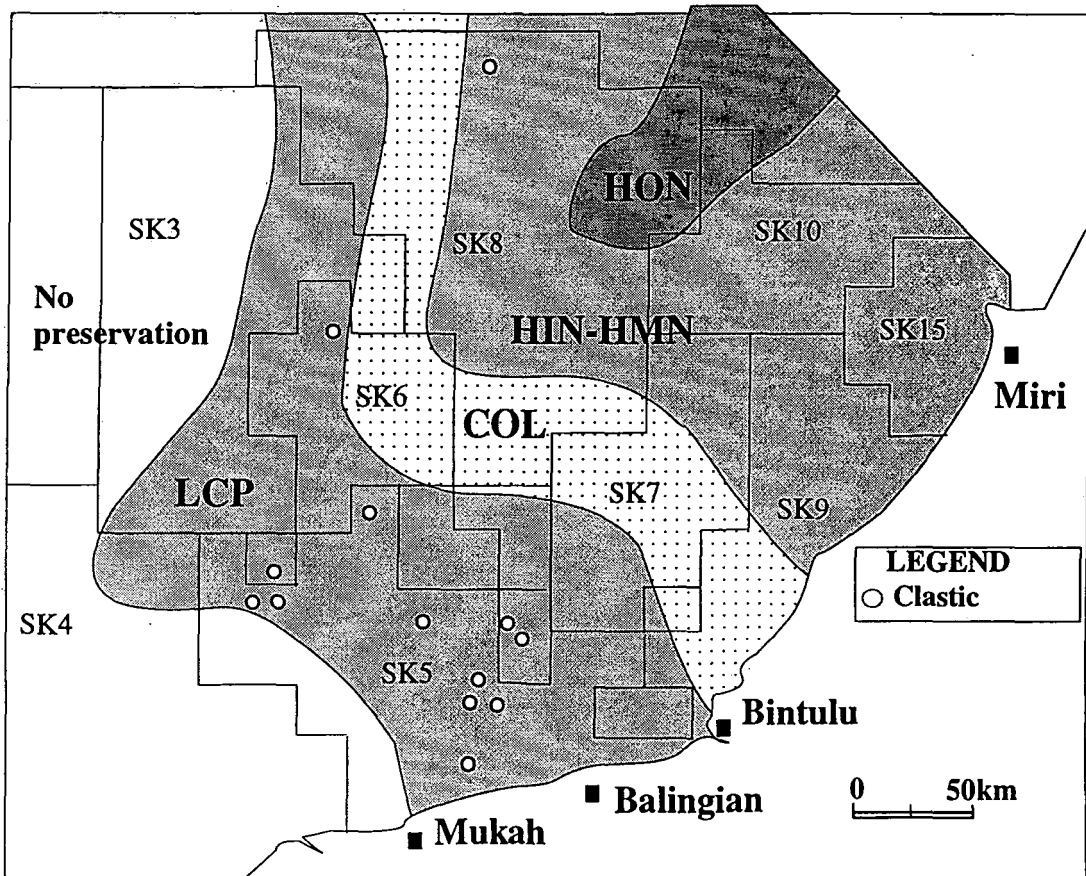 HON
SK3
SK8
SK10
No
preservation
HIN-HMN
SK15
Miri
SK6
COL
LCP
SK7
SK9
LEGEND
Clastic
SK4
SK5
Bintulu
0 50km
Balingian
Mukah